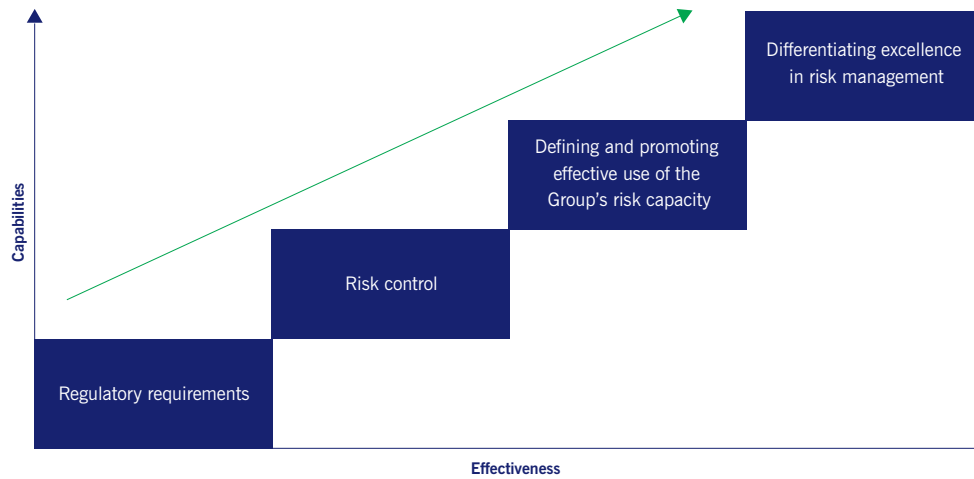 Differentiating excellence
in risk management
Defining and promoting
effective use of the
Group's risk capacity
Risk control
Regulatory requirements
Capabilities
Effectiveness